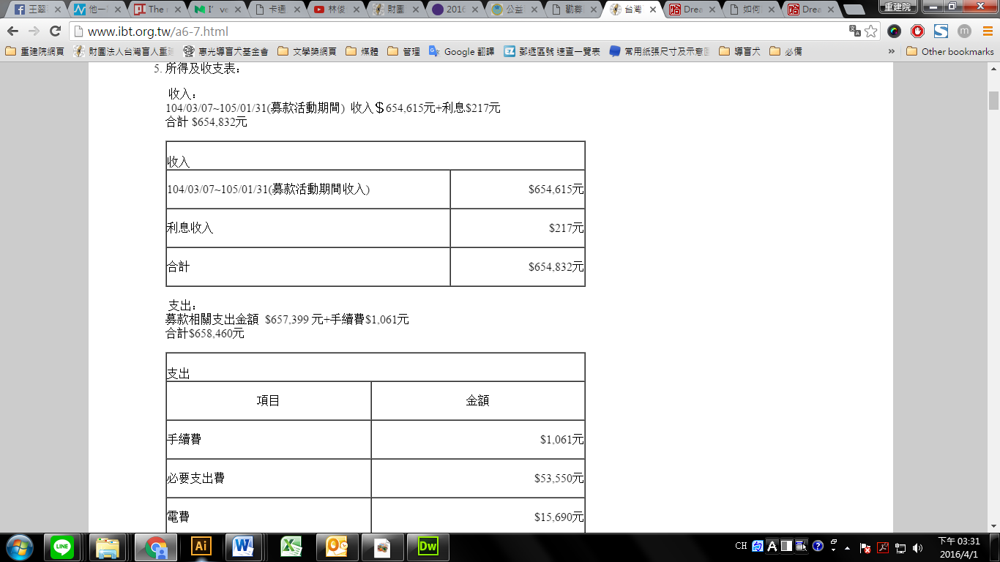 王翠
他一
The
I' ve
卡通
林俊
財團
2016
公益
勸募
台灣
Drea
如何
Drea
重建院
www.ibt.org.tw/a6-7.html
重建院網頁
財團法人台灣盲人重
惠光導盲犬基金會
文學獎網頁
媒體
管理
Google 翻譯
郵遞區號 速查一覽表
常用紙張尺寸及示意圖
導盲犬
必備
»
Other bookmarks
5. 所得及收支表：
收入：
104/03/07~105/01/31(募款活動期間) 收入＄654,615元+利息$217元
合計 $654,832元
收入
104/03/07~105/01/31(募款活動期間收入) $654,615元
利息收入 $217元
合計 $654,832元
支出：
募款相關支出金額 $657,399 元+手續費$1,061元
合計$658,460元
支出
項目 金額
手續費 $1,061元
必要支出費 $53,550元
電費 $15,690元
LINE
Ai
W
X
Dw
CH
A
下午 03:31
2016/4/1